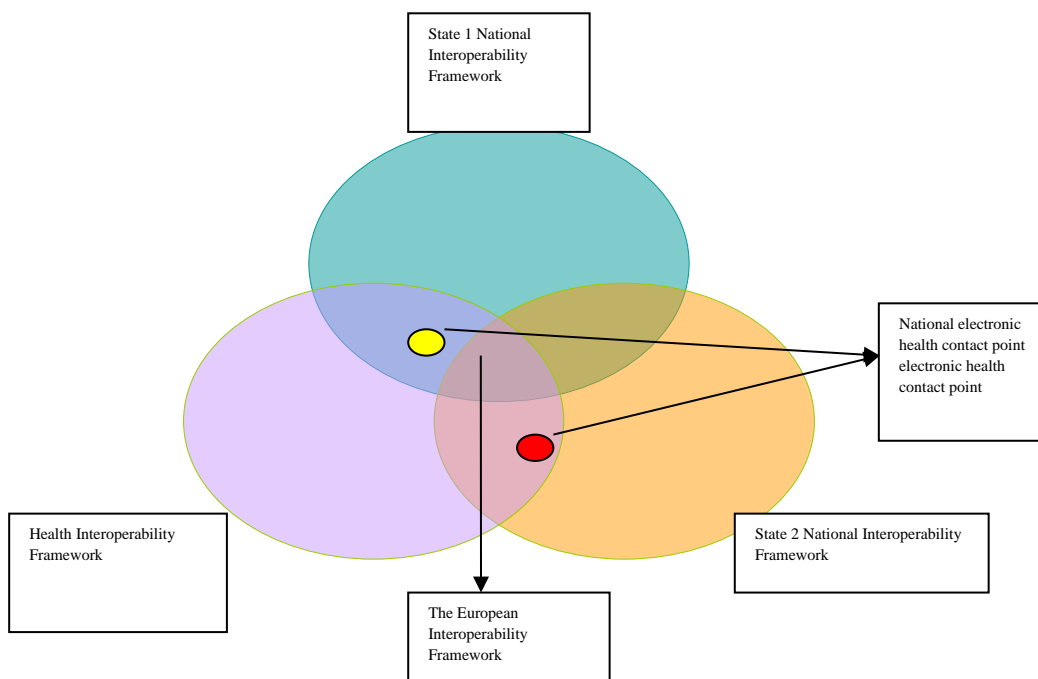 State 1 National
Interoperability
Framework
National electronic
health contact point
electronic health
contact point
Health Interoperability
Framework
State 2 National Interoperability
Framework
The European
Interoperability
Framework